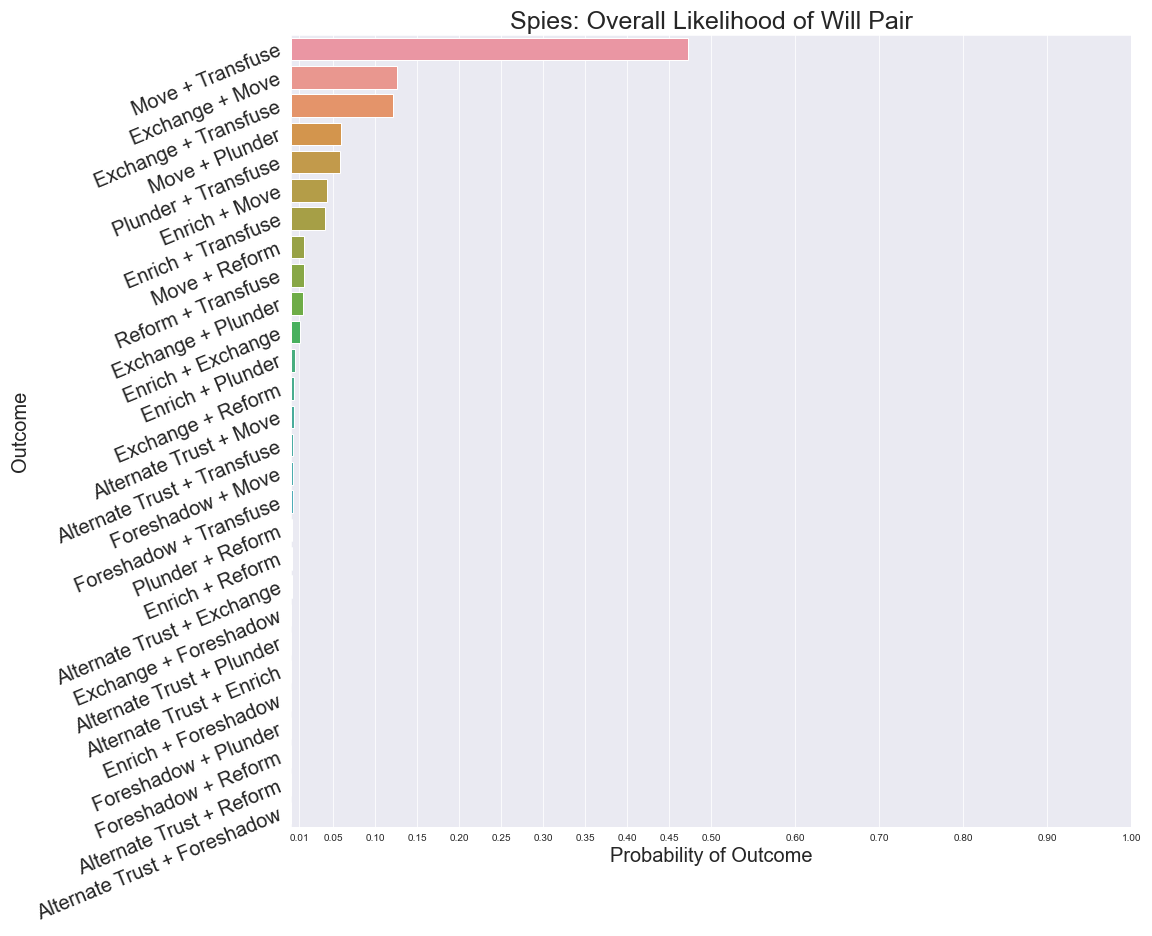 Spies: Overall Likelihood of Will Pair
Move + Transfuse
Exchange + Move
Exchange + Transfuse
Move + Plunder
Plunder + Transfuse
Enrich + Move
Enrich + Transfuse
Move + Reform
Reform + Transfuse
Exchange + Plunder
Enrich + Exchange
Enrich + Plunder
Exchange + Reform
Alternate Trust + Move
Alternate Trust + Transfuse
Foreshadow + Move
Foreshadow + Transfuse
Plunder + Reform
Enrich + Reform
Alternate Trust + Exchange
Exchange + Foreshadow
Alternate Trust + Plunder
Alternate Trust + Enrich
Enrich + Foreshadow
Foreshadow + Plunder
Foreshadow + Reform
Alternate Trust + Reform
Alternate Trust + Foreshadow
Outcome
0.01 0.05 0.10 0.15 0.20 0.25 0.30 0.35 0.40 0.45 0.50 0.60 0.70 0.80 0.90 1.00
Probability of Outcome